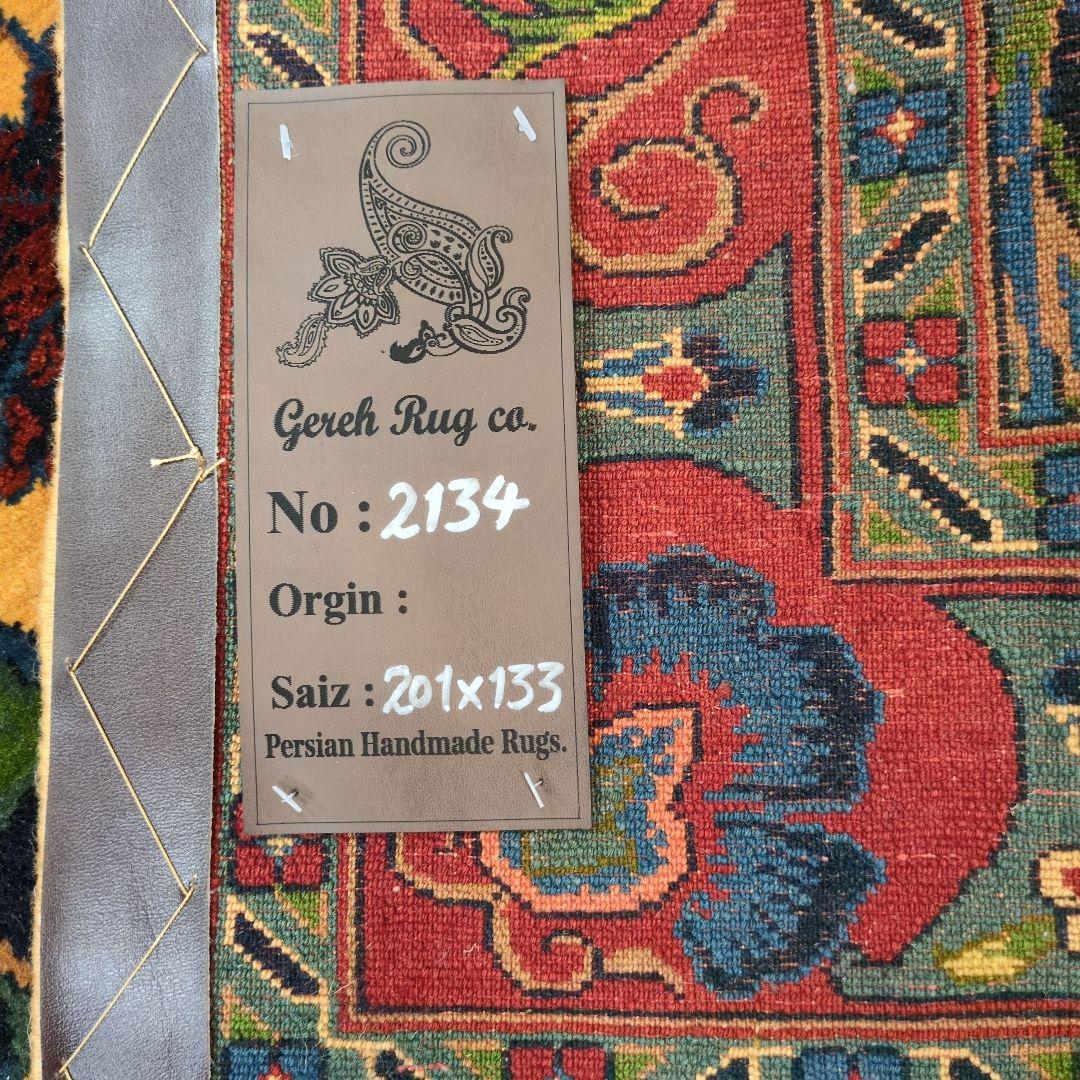 Gereh Rug co.
No : 2134
Orgin :
Saiz : 201x133
Persian Handmade Rugs.